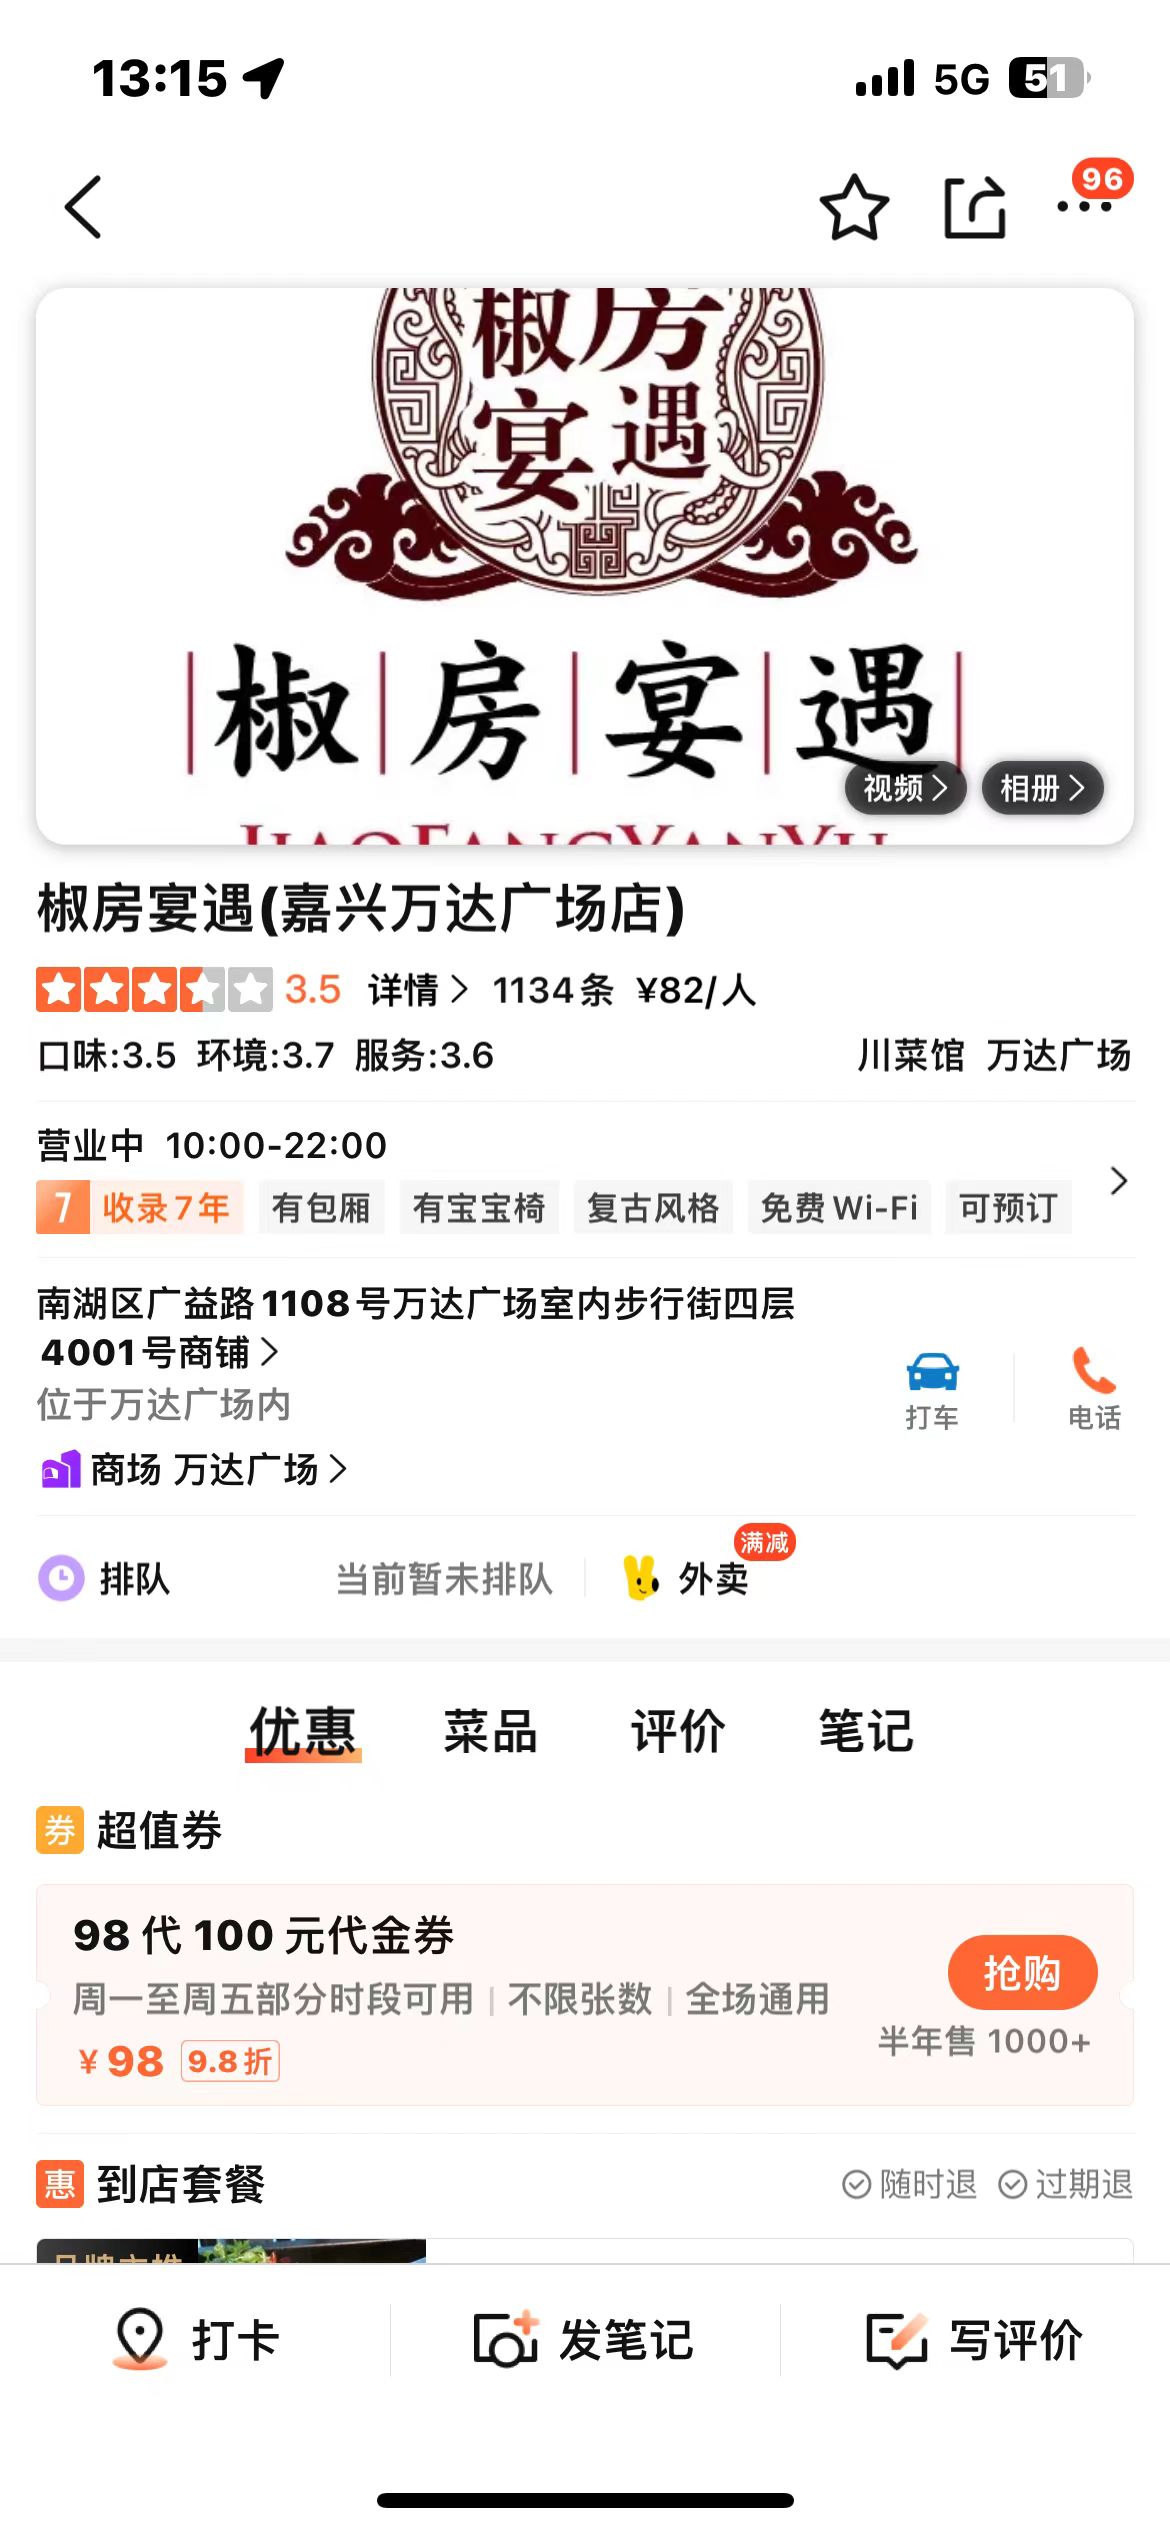 13:15
5G
51
96
椒房
宴遇
椒房宴遇
JIAOFANGYANYU
视频
相册
椒房宴遇(嘉兴万达广场店)
3.5 详情 1134条 ¥82/人
口味:3.5 环境:3.7 服务:3.6 川菜馆 万达广场
营业中 10:00-22:00
7 收录7年 有包厢 有宝宝椅 复古风格 免费Wi-Fi 可预订
南湖区广益路1108号万达广场室内步行街四层
4001号商铺
位于万达广场内
打车 电话
商场 万达广场
满减
排队 当前暂未排队 外卖
优惠 菜品 评价 笔记
券 超值券
98代100元代金券
周一至周五部分时段可用 | 不限张数 | 全场通用
抢购
半年售 1000+
¥98 9.8折
惠 到店套餐 随时退 过期退
品牌主推
打卡 发笔记 写评价